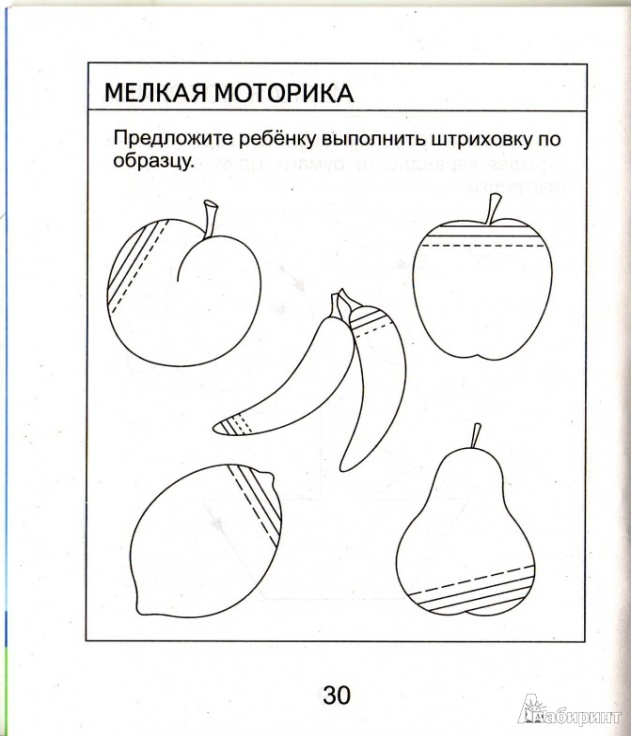 МЕЛКАЯ МОТОРИКА
Предложите ребёнку выполнить штриховку по
образцу.
30
Лабиринт